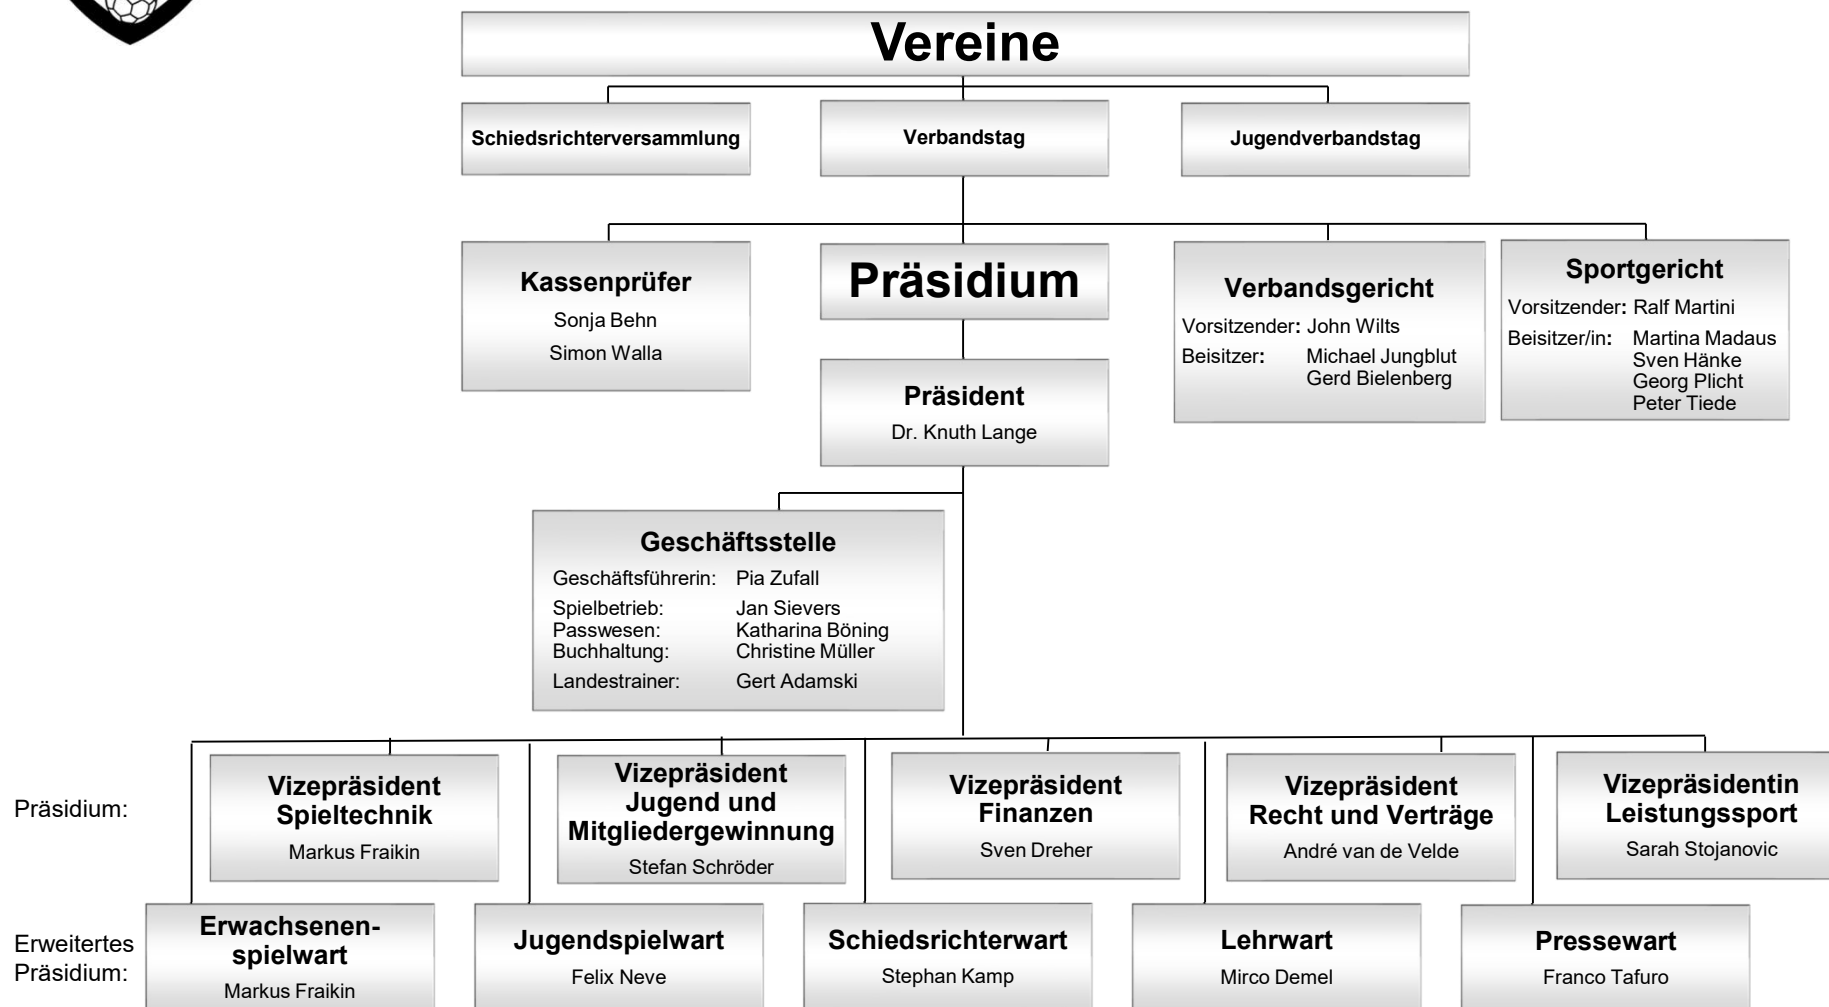 Vereine
Schiedsrichterversammlung
Verbandstag
Jugendverbandstag
Kassenprüfer
Sonja Behn
Simon Walla
Präsidium
Präsident
Dr. Knuth Lange
Verbandsgericht
Vorsitzender: John Wilts
Beisitzer: Michael Jungblut
Gerd Bielenberg
Sportgericht
Vorsitzender: Ralf Martini
Beisitzer/in: Martina Madaus
Sven Hänke
Georg Plicht
Peter Tiede
Geschäftsstelle
Geschäftsführerin: Pia Zufall
Spielbetrieb: Jan Sievers
Passwesen: Katharina Böning
Buchhaltung: Christine Müller
Landestrainer: Gert Adamski
Präsidium:
Vizepräsident
Spieltechnik
Markus Fraikin
Vizepräsident
Jugend und
Mitgliedergewinnung
Stefan Schröder
Vizepräsident
Finanzen
Sven Dreher
Vizepräsident
Recht und Verträge
André van de Velde
Vizepräsidentin
Leistungssport
Sarah Stojanovic
Erweitertes
Präsidium:
Erwachsenen-
spielwart
Markus Fraikin
Jugendspielwart
Felix Neve
Schiedsrichterwart
Stephan Kamp
Lehrwart
Mirco Demel
Pressewart
Franco Tafuro